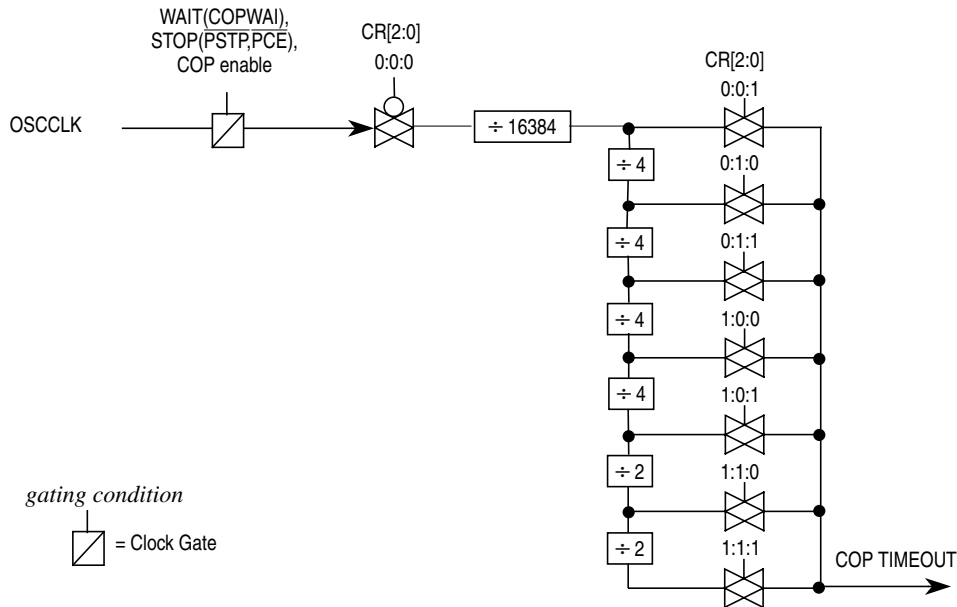 WAIT(COPWAI),
STOP(PSTP,PCE),
COP enable
CR[2:0]
0:0:0
OSCCLK
÷ 16384
CR[2:0]
0:0:1
÷ 4
0:1:0
÷ 4
0:1:1
÷ 4
1:0:0
÷ 4
1:0:1
÷ 2
1:1:0
÷ 2
1:1:1
COP TIMEOUT
gating condition
= Clock Gate